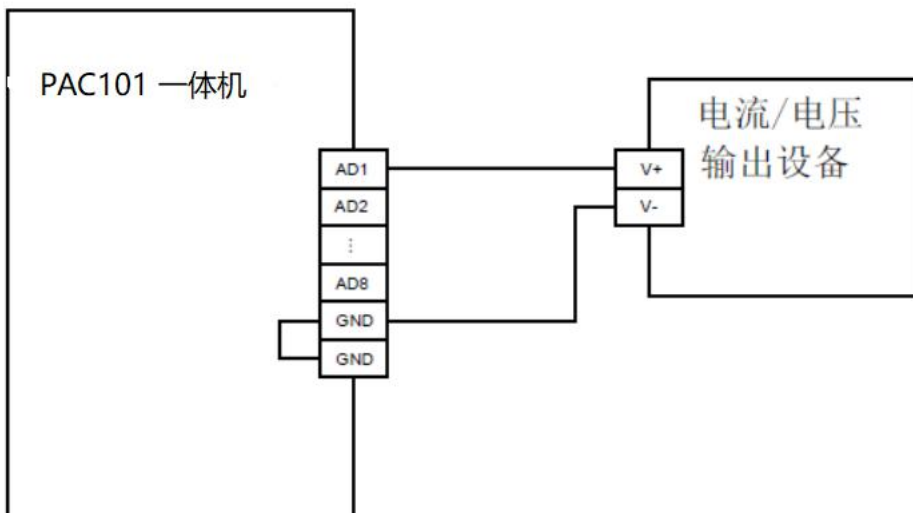 PAC101 一体机
电流/电压
输出设备
AD1
V+
AD2
V-
⋮
AD8
GND
GND